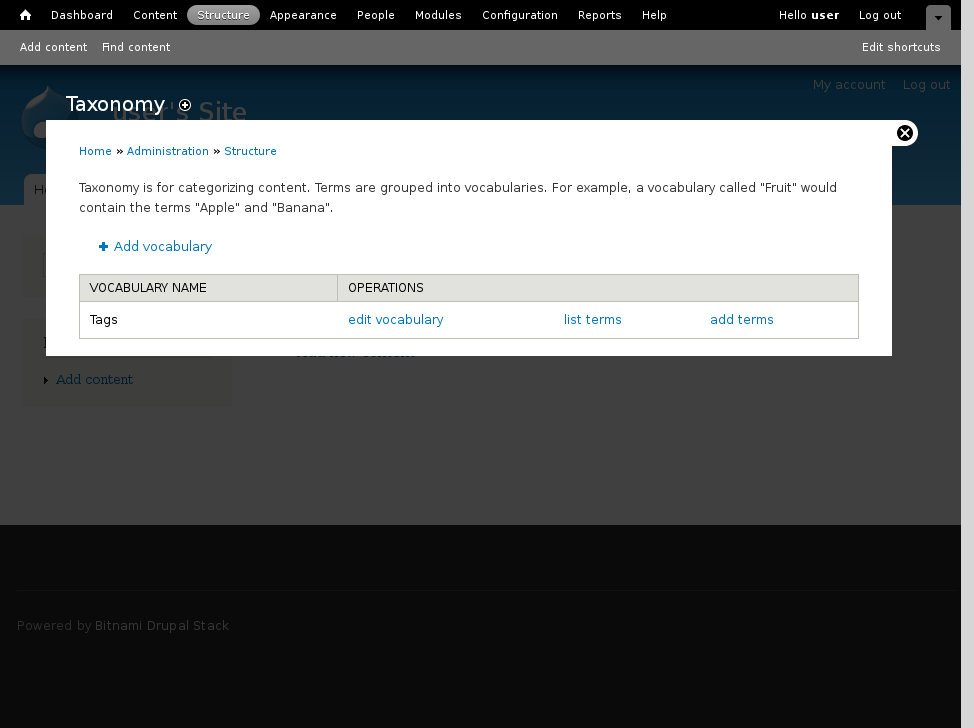 Dashboard Content Structure Appearance People Modules Configuration Reports Help Hello user Log out
Add content Find content Edit shortcuts
My account Log out
Taxonomy
user's Site
Home » Administration » Structure
Taxonomy is for categorizing content. Terms are grouped into vocabularies. For example, a vocabulary called "Fruit" would
contain the terms "Apple" and "Banana".
Add vocabulary
VOCABULARY NAME OPERATIONS
Tags edit vocabulary list terms add terms
Add content
Powered by Bitnami Drupal Stack